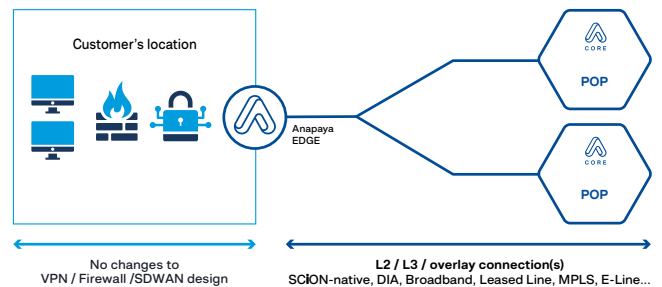 Customer's location
CORE
POP
Anapaya
EDGE
CORE
POP
No changes to
VPN / Firewall /SDWAN design
L2 / L3 / overlay connection(s)
SCiON-native, DIA, Broadband, Leased Line, MPLS, E-Line...